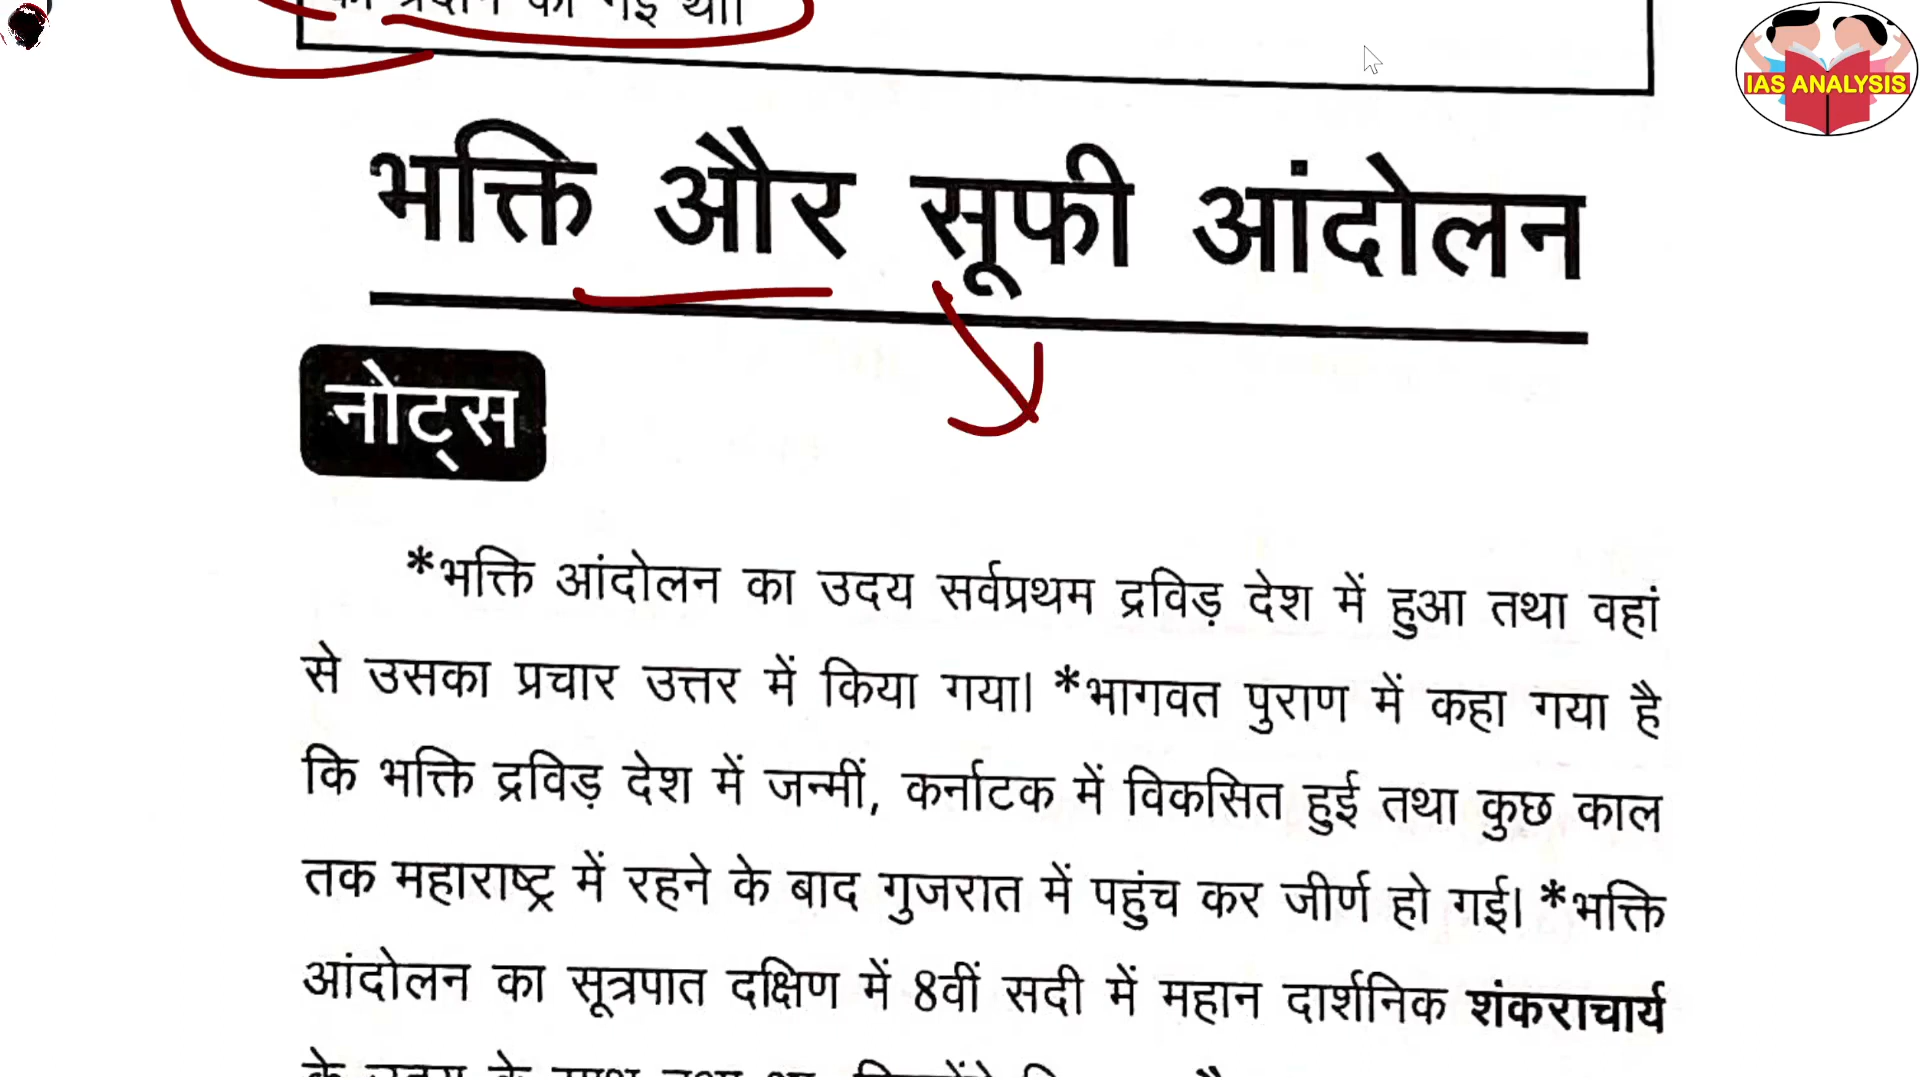 की प्रदान की गई थी।
IAS ANALYSIS
भक्ति और सूफी आंदोलन
नोट्स
*भक्ति आंदोलन का उदय सर्वप्रथम द्रविड़ देश में हुआ तथा वहां
से उसका प्रचार उत्तर में किया गया। *भागवत पुराण में कहा गया है
कि भक्ति द्रविड़ देश में जन्मीं, कर्नाटक में विकसित हुई तथा कुछ काल
तक महाराष्ट्र में रहने के बाद गुजरात में पहुंच कर जीर्ण हो गई। *भक्ति
आंदोलन का सूत्रपात दक्षिण में 8वीं सदी में महान दार्शनिक शंकराचार्य